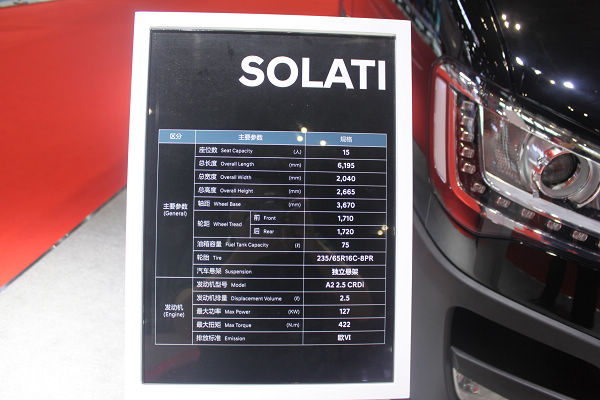 SOLATI
区分 主要参数 规格
座位数 Seat Capacity (人) 15
总长度 Overall Length (mm) 6,195
总宽度 Overall Width (mm) 2,040
总高度 Overall Height (mm) 2,665
轴距 Wheel Base (mm) 3,670
主要参数
(General)
轮距 Wheel Tread (mm) 前 Front 1,710
后 Rear 1,720
油箱容量 Fuel Tank Capacity (ℓ) 75
轮胎 Tire 235/65R16C-8PR
汽车悬架 Suspension 独立悬架
发动机
(Engine)
发动机型号 Model A2 2.5 CRDi
发动机排量 Displacement Volume (ℓ) 2.5
最大功率 Max Power (KW) 127
最大扭矩 Max Torque (N.m) 422
排放标准 Emission 欧VI